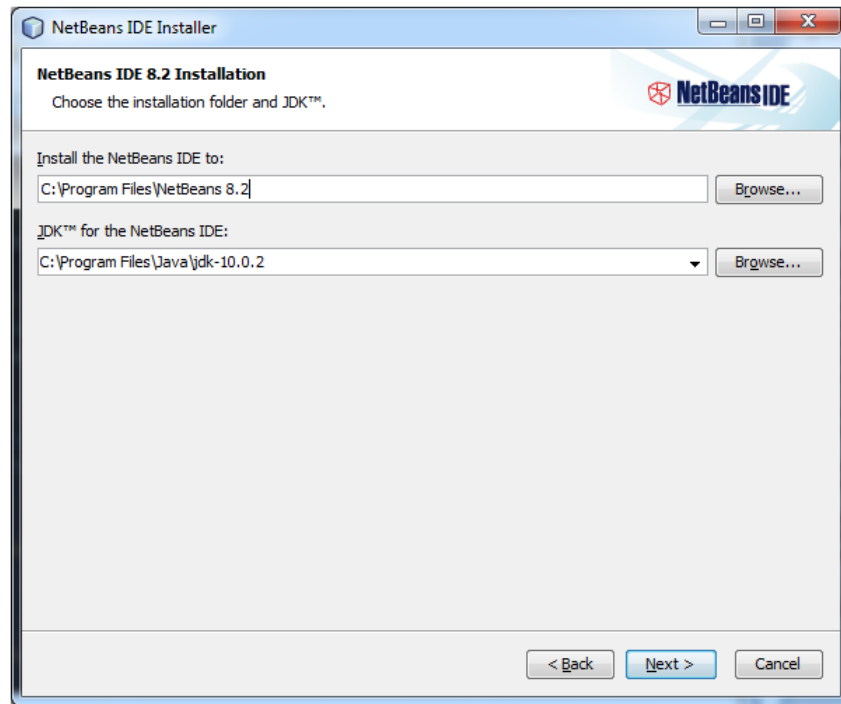 NetBeans IDE Installer
NetBeans IDE 8.2 Installation
Choose the installation folder and JDK™.
NetBeans IDE
Install the NetBeans IDE to:
C:\Program Files\NetBeans 8.2
Browse...
JDK™ for the NetBeans IDE:
C:\Program Files\Java\jdk-10.0.2
Browse...
< Back
Next >
Cancel